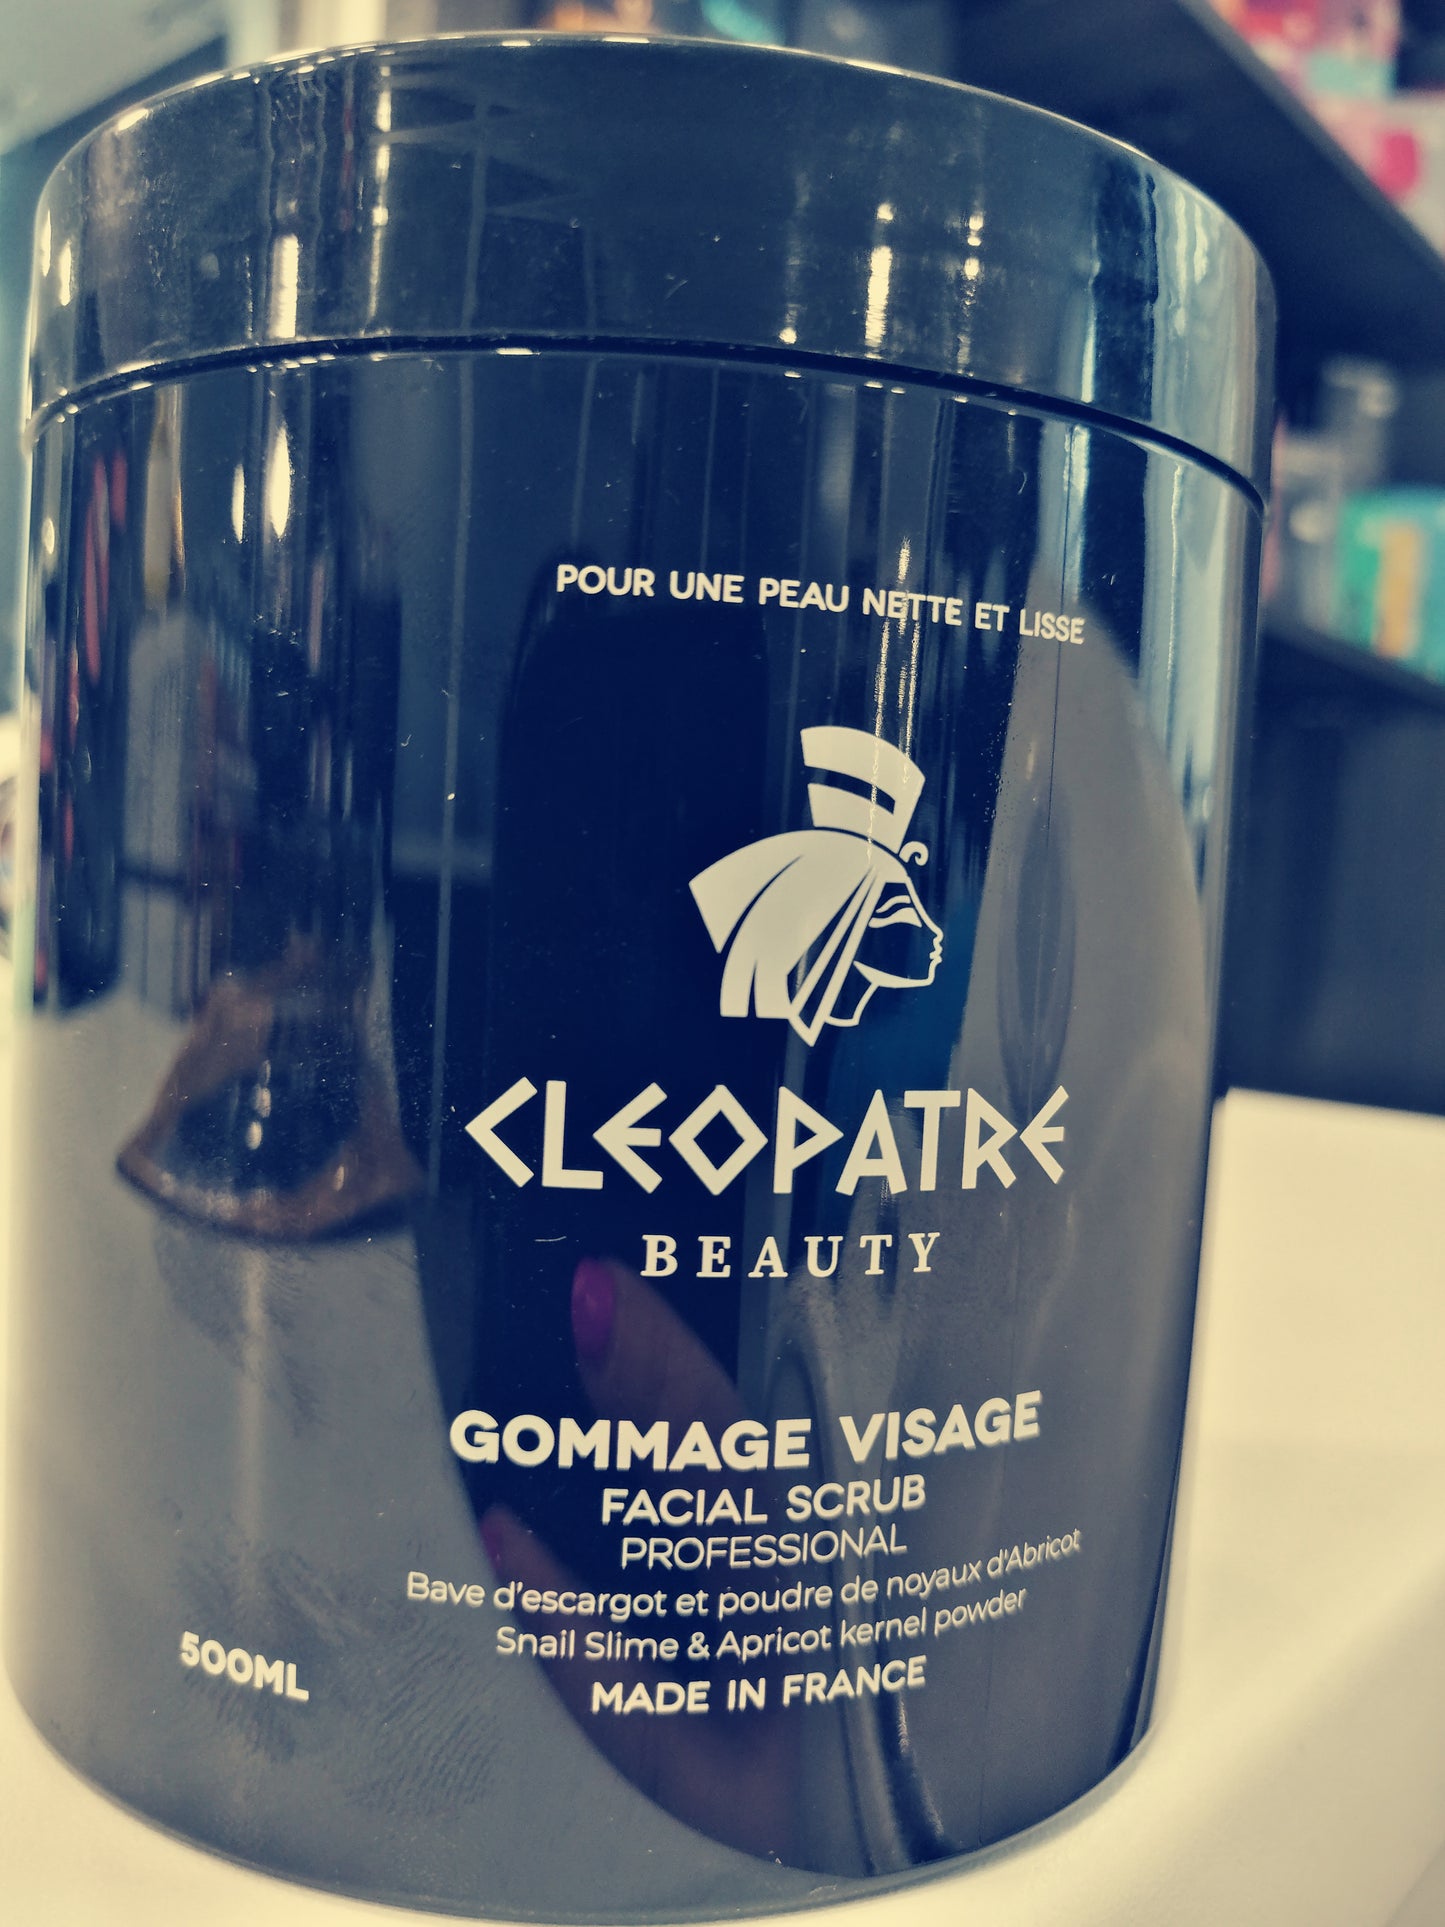 POUR UNE PEAU NETTE ET LISSE
CLEOPATRE
BEAUTY
GOMMAGE VISAGE
FACIAL SCRUB
PROFESSIONAL
Bave d'escargot et poudre de noyaux d'Abricot
Snail Slime & Apricot kernel powder
MADE IN FRANCE
500ML